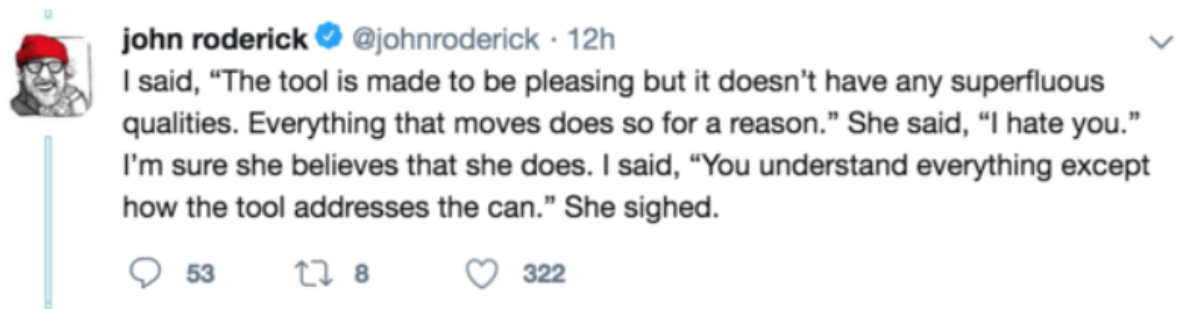 john roderick @johnroderick · 12h
I said, “The tool is made to be pleasing but it doesn’t have any superfluous
qualities. Everything that moves does so for a reason.” She said, “I hate you.”
I’m sure she believes that she does. I said, “You understand everything except
how the tool addresses the can.” She sighed.
53 8 322